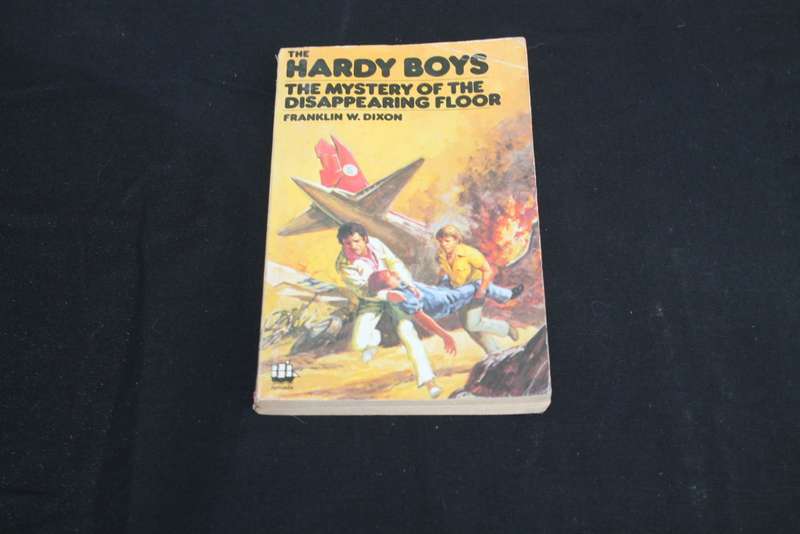 THE
HARDY BOYS
THE MYSTERY OF THE
DISAPPEARING FLOOR
FRANKLIN W. DIXON